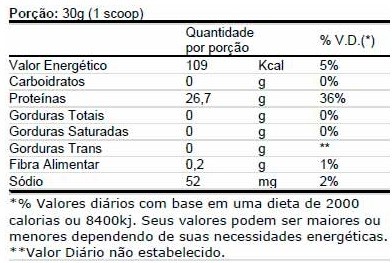 Porção: 30g (1 scoop)
Quantidade por porção % V.D.(*)
Valor Energético 109 Kcal 5%
Carboidratos 0 g 0%
Proteínas 26,7 g 36%
Gorduras Totais 0 g 0%
Gorduras Saturadas 0 g 0%
Gorduras Trans 0 g **
Fibra Alimentar 0,2 g 1%
Sódio 52 mg 2%
*% Valores diários com base em uma dieta de 2000
calorias ou 8400kj. Seus valores podem ser maiores ou
menores dependendo de suas necessidades energéticas.
**Valor Diário não estabelecido.